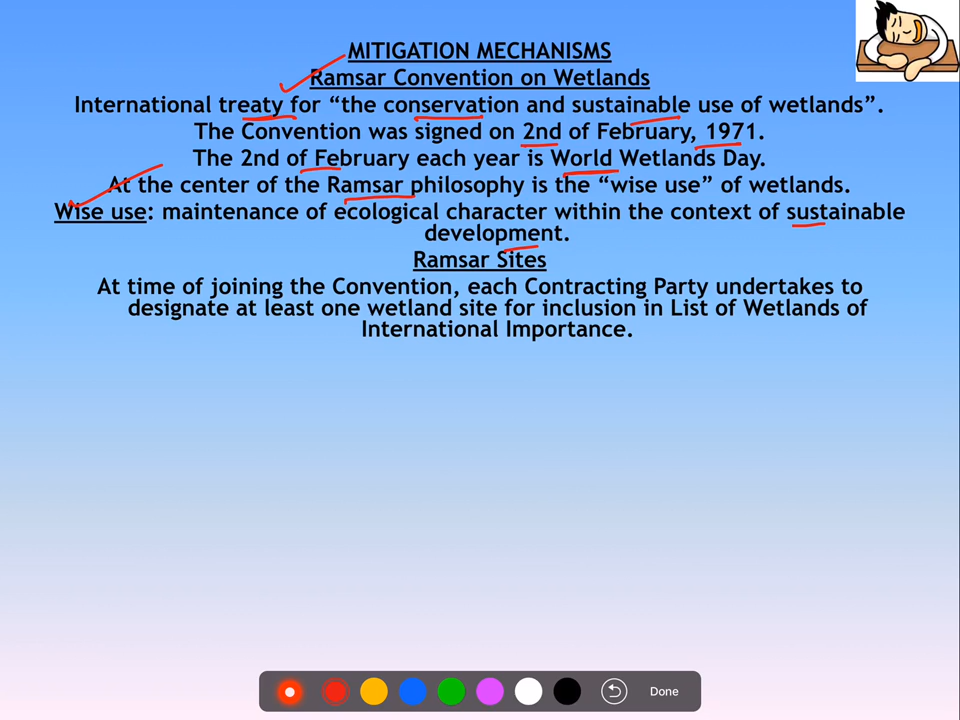 MITIGATION MECHANISMS
Ramsar Convention on Wetlands
International treaty for “the conservation and sustainable use of wetlands”.
The Convention was signed on 2nd of February, 1971.
The 2nd of February each year is World Wetlands Day.
At the center of the Ramsar philosophy is the “wise use” of wetlands.
Wise use: maintenance of ecological character within the context of sustainable
development.
Ramsar Sites
At time of joining the Convention, each Contracting Party undertakes to
designate at least one wetland site for inclusion in List of Wetlands of
International Importance.
Done